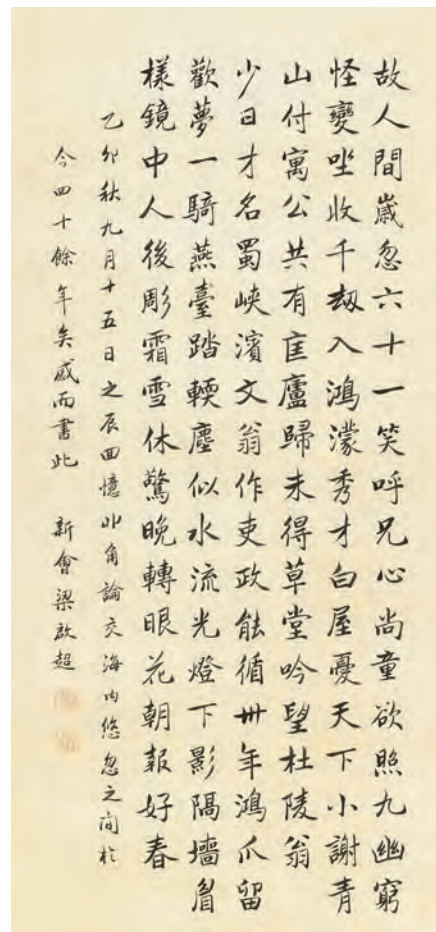 故人間歲忽六十一笑呼兄心尚童欲照九幽窮
怪變坐收千劫入鴻濛秀才白屋憂天下小謝青
山付寓公共有匡廬歸未得草堂吟望杜陵翁
少日才名蜀峽濱文翁作吏政能循卅年鴻爪留
歡夢一騎燕臺踏輭塵似水流光燈下影隔墻眉
樣鏡中人後彫霜雪休驚晚轉眼花朝報好春
乙卯秋九月十五日之辰回憶丱角論交海内悠忽之間於
今四十餘年矣感而書此 新會梁啟超